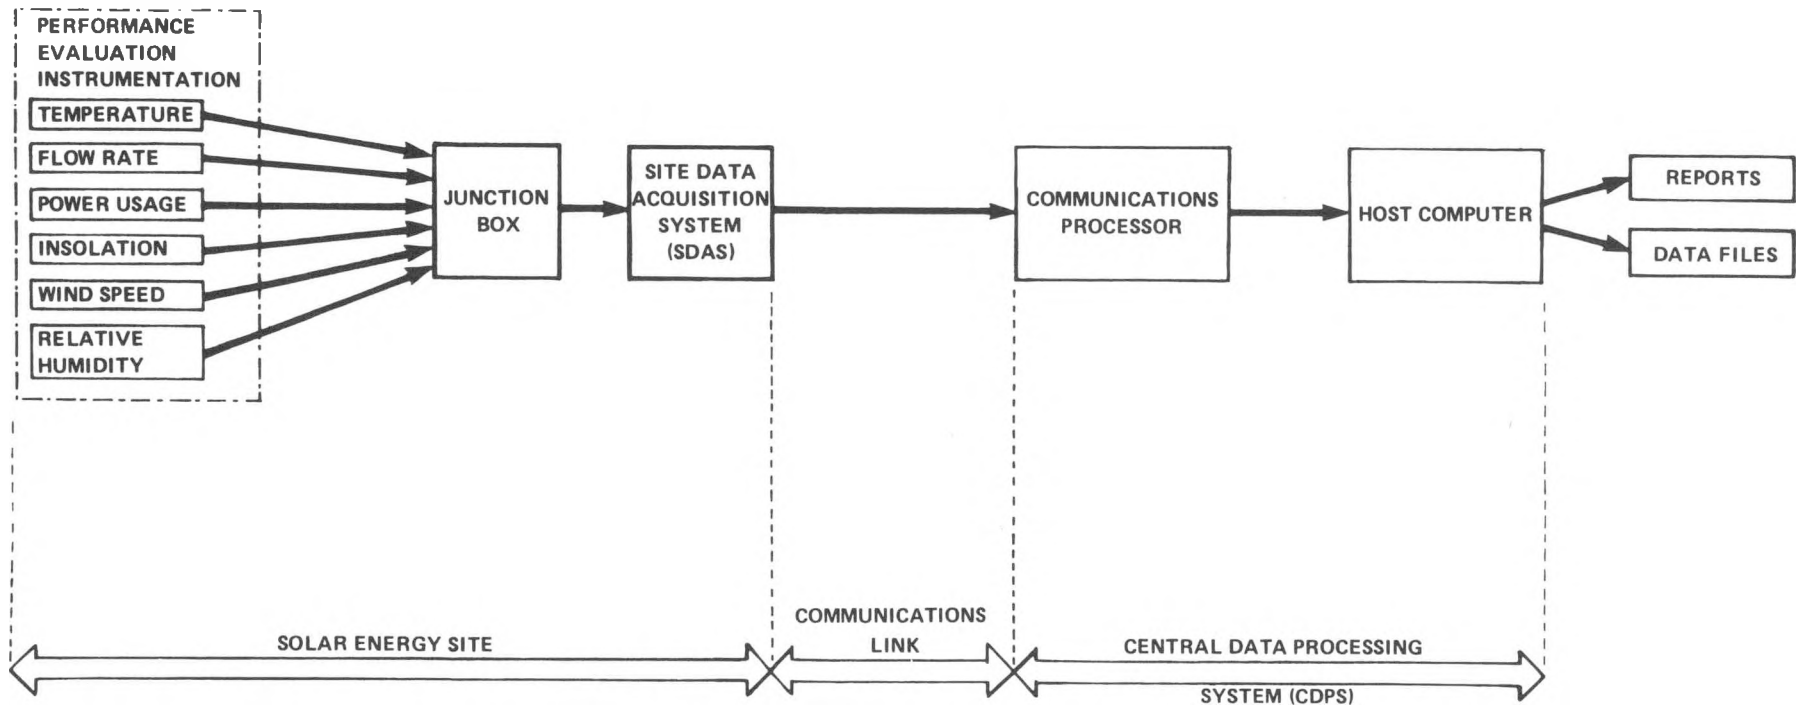 PERFORMANCE
EVALUATION
INSTRUMENTATION
TEMPERATURE
FLOW RATE
POWER USAGE
INSOLATION
WIND SPEED
RELATIVE
HUMIDITY
JUNCTION
BOX
SITE DATA
ACQUISITION
SYSTEM
(SDAS)
COMMUNICATIONS
PROCESSOR
HOST COMPUTER
REPORTS
DATA FILES
SOLAR ENERGY SITE
COMMUNICATIONS
LINK
CENTRAL DATA PROCESSING
SYSTEM (CDPS)